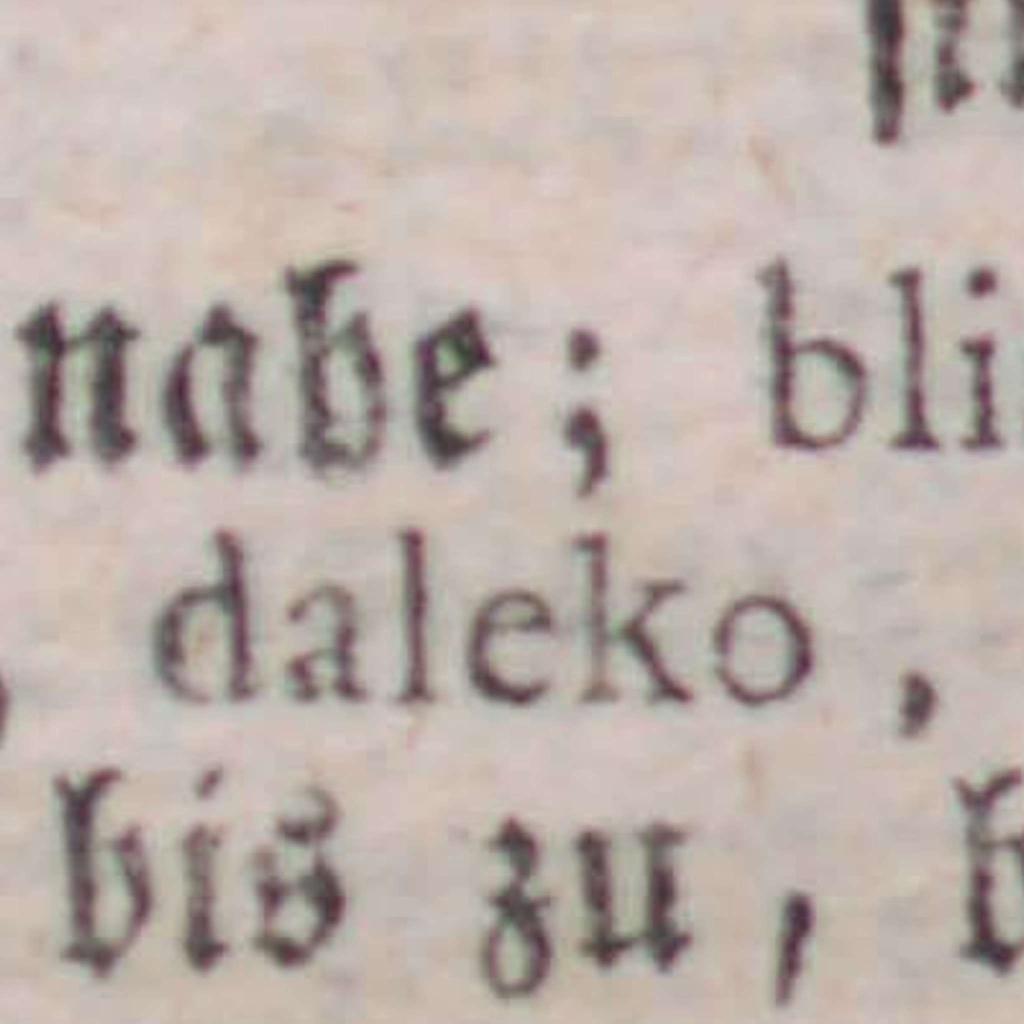 nahe; bli
daleko,
bis zu,